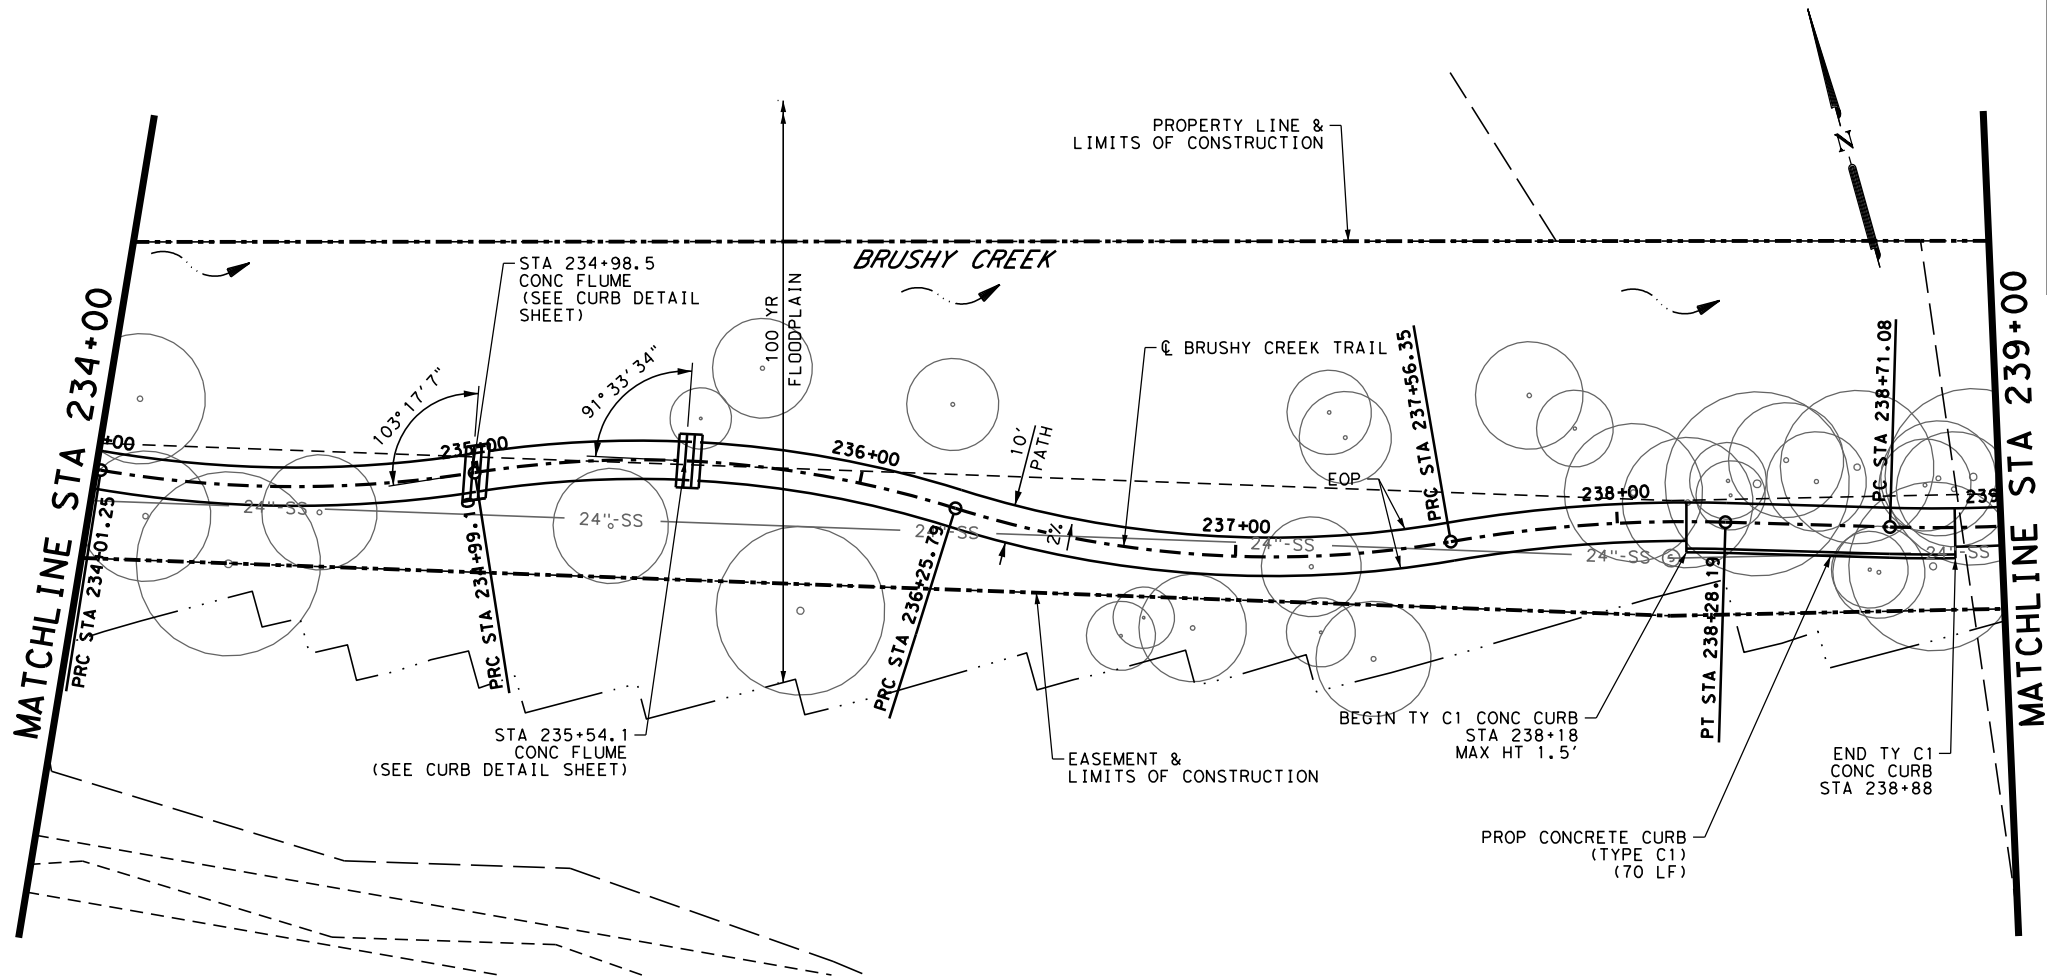 PROPERTY LINE &
LIMITS OF CONSTRUCTION
N
BRUSHY CREEK
STA 234+98.5
CONC FLUME
(SEE CURB DETAIL
SHEET)
100 YR
FLOODPLAIN
MATCHLINE STA 234+00
MATCHLINE STA 239+00
103°17'7"
91°33'34"
℄ BRUSHY CREEK TRAIL
PRC STA 237+56.35
PC STA 238+71.08
+00
235+00
236+00
10'
PATH
EOP
237+00
238+00
239
2%
24"-SS
24"-SS
24"-SS
24"-SS
24"-SS
24"-SS
PRC STA 234+01.25
PRC STA 234+99.10
PRC STA 236+25.79
PT STA 238+28.19
STA 235+54.1
CONC FLUME
(SEE CURB DETAIL SHEET)
EASEMENT &
LIMITS OF CONSTRUCTION
BEGIN TY C1 CONC CURB
STA 238+18
MAX HT 1.5'
END TY C1
CONC CURB
STA 238+88
PROP CONCRETE CURB
(TYPE C1)
(70 LF)